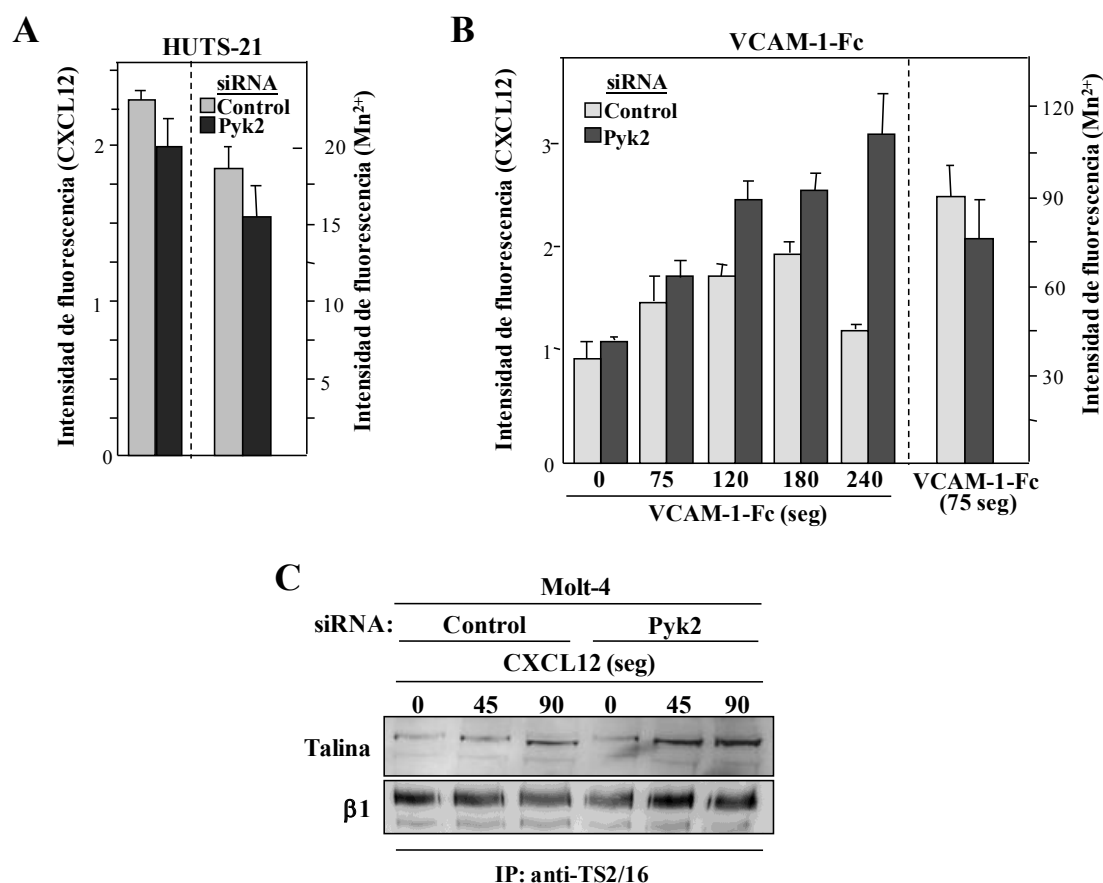 A
HUTS-21
Intensidad de fluorescencia (CXCL12)
2
1
0
siRNA
Control
Pyk2
20
15
10
5
Intensidad de fluorescencia (Mn²⁺)
B
VCAM-1-Fc
Intensidad de fluorescencia (CXCL12)
3
2
1
0
siRNA
Control
Pyk2
120
90
60
30
Intensidad de fluorescencia (Mn²⁺)
0 75 120 180 240
VCAM-1-Fc (seg)
VCAM-1-Fc
(75 seg)
C
Molt-4
siRNA: Control Pyk2
CXCL12 (seg)
0 45 90 0 45 90
Talina
β1
IP: anti-TS2/16